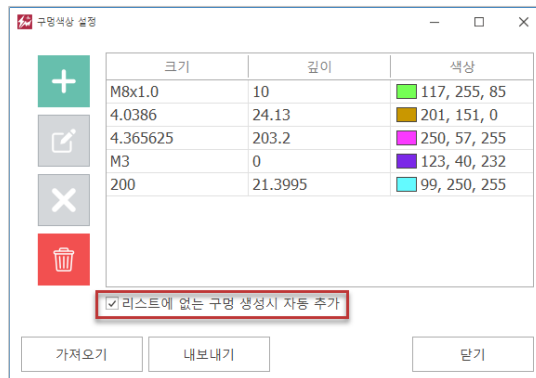 구멍색상 설정
크기 깊이 색상
M8x1.0 10 117, 255, 85
4.0386 24.13 201, 151, 0
4.365625 203.2 250, 57, 255
M3 0 123, 40, 232
200 21.3995 99, 250, 255
리스트에 없는 구멍 생성시 자동 추가
가져오기 내보내기 닫기